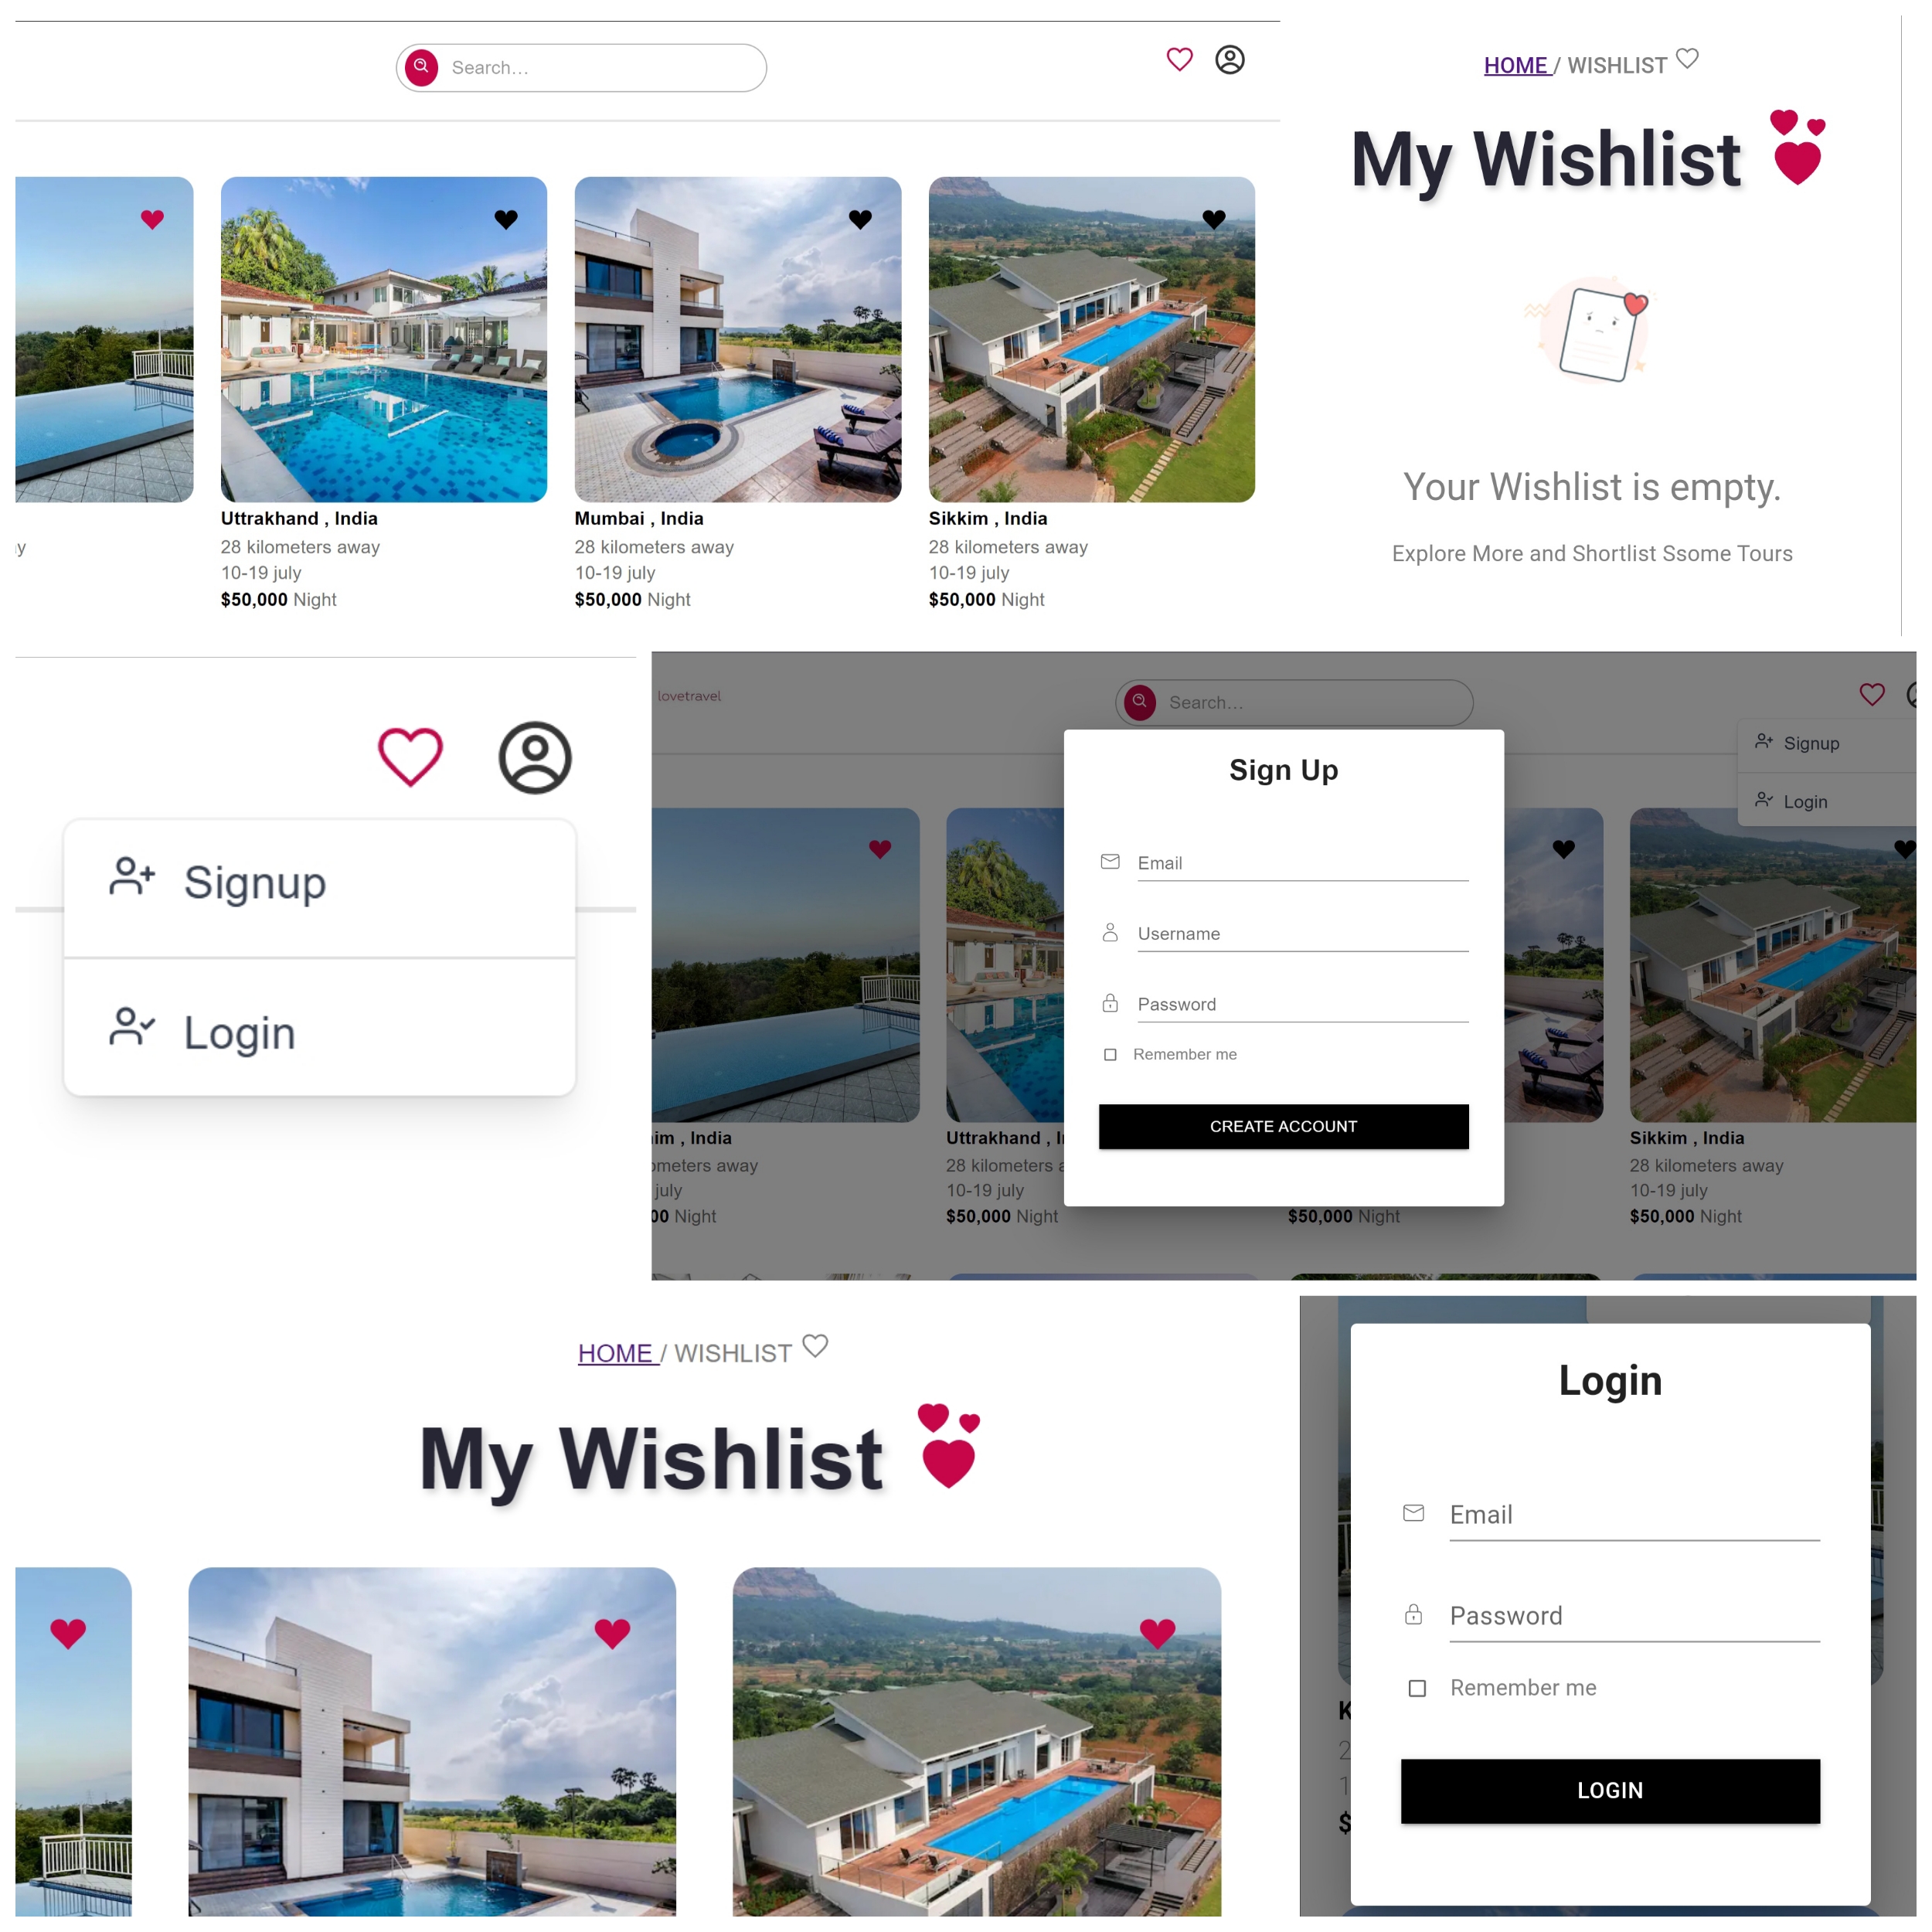 Search...
y
Uttrakhand , India
28 kilometers away
10-19 july
$50,000 Night
Mumbai , India
28 kilometers away
10-19 july
$50,000 Night
Sikkim , India
28 kilometers away
10-19 july
$50,000 Night
HOME / WISHLIST
My Wishlist
Your Wishlist is empty.
Explore More and Shortlist Ssome Tours
Signup
Login
lovetravel
Search...
Signup
Login
Sign Up
Email
Username
Password
Remember me
CREATE ACCOUNT
im , India
ometers away
july
00 Night
Uttrakhand , I
28 kilometers a
10-19 july
$50,000 Night
$50,000 Night
Sikkim , India
28 kilometers away
10-19 july
$50,000 Night
HOME / WISHLIST
My Wishlist
Login
Email
Password
Remember me
LOGIN
K
2
1
$